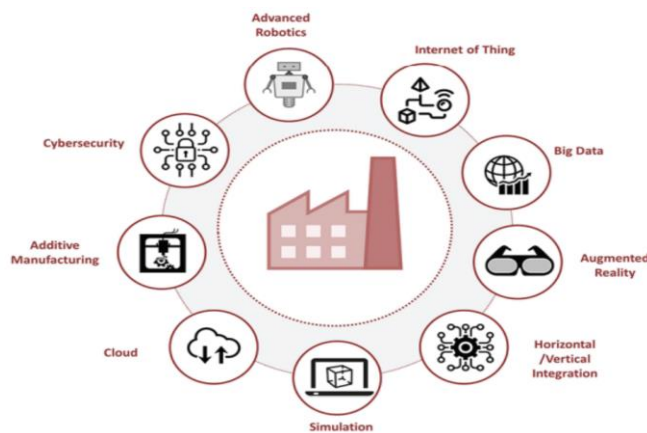 Advanced
Robotics
Internet of Thing
Cybersecurity
Big Data
Additive
Manufacturing
Augmented
Reality
Cloud
Horizontal
/Vertical
Integration
Simulation